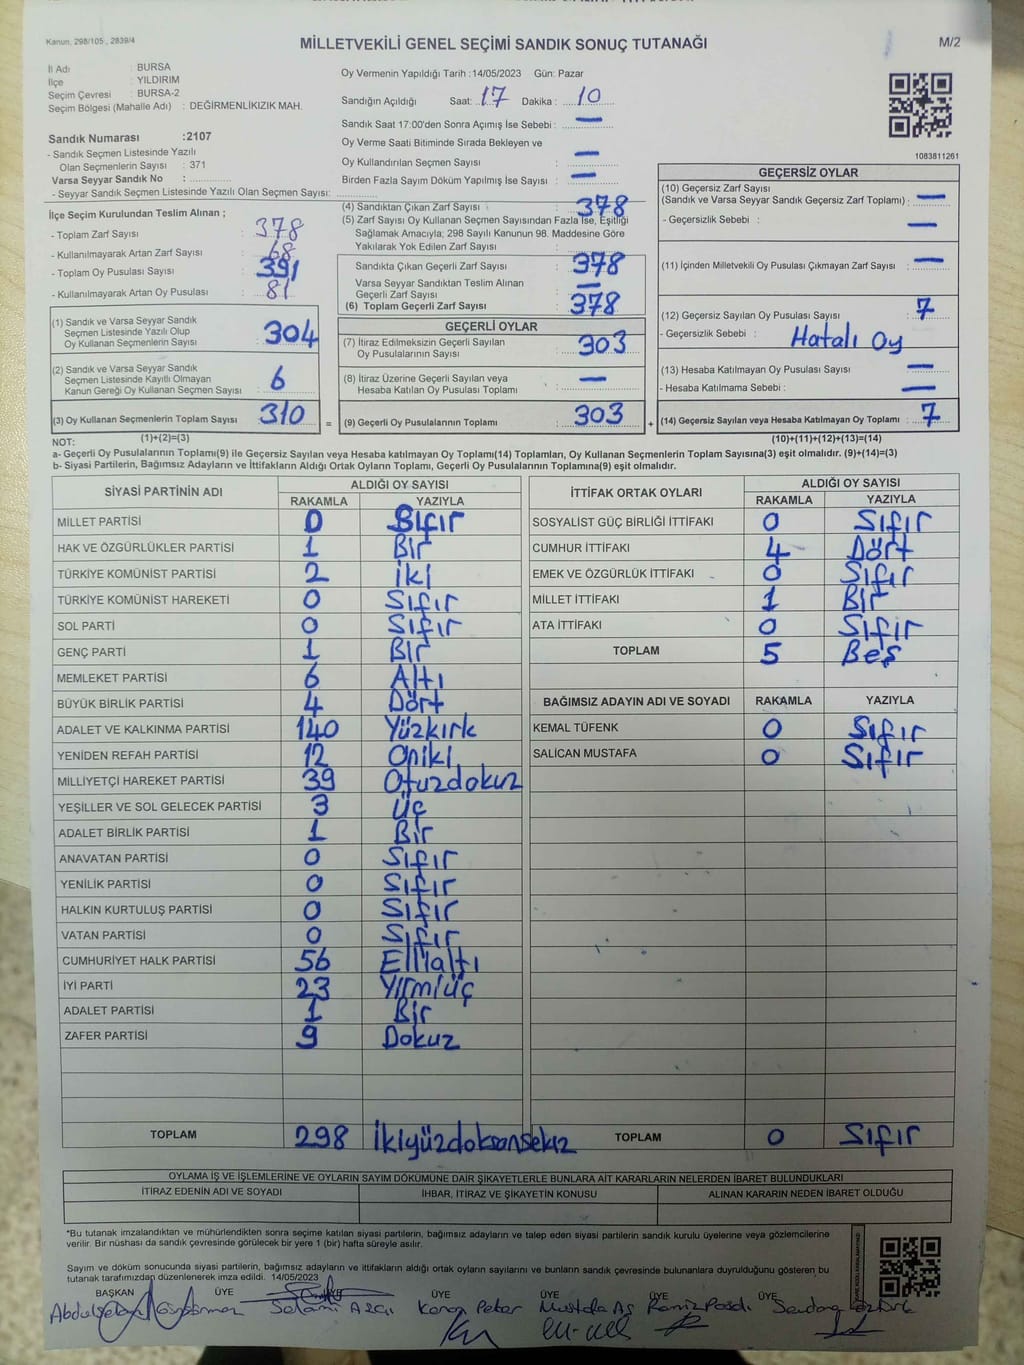 Kanun, 298/105 , 2839/4
MİLLETVEKİLİ GENEL SEÇİMİ SANDIK SONUÇ TUTANAĞI
M/2
İl Adı : BURSA
İlçe : YILDIRIM
Seçim Çevresi : BURSA-2
Seçim Bölgesi (Mahalle Adı) : DEĞİRMENLİKIZIK MAH.
Sandık Numarası :2107
- Sandık Seçmen Listesinde Yazılı
Olan Seçmenlerin Sayısı : 371
Varsa Seyyar Sandık No :
- Seyyar Sandık Seçmen Listesinde Yazılı Olan Seçmen Sayısı:
Oy Vermenin Yapıldığı Tarih :14/05/2023 Gün: Pazar
Sandığın Açıldığı Saat: 17 Dakika : 10
Sandık Saat 17:00'den Sonra Açımış İse Sebebi : —
Oy Verme Saati Bitiminde Sırada Bekleyen ve
Oy Kullandırılan Seçmen Sayısı : —
Birden Fazla Sayım Döküm Yapılmış İse Sayısı : —
1083811261
İlçe Seçim Kurulundan Teslim Alınan ;
- Toplam Zarf Sayısı : 378
- Kullanılmayarak Artan Zarf Sayısı : 68
- Toplam Oy Pusulası Sayısı : 391
- Kullanılmayarak Artan Oy Pusulası : 81
(4) Sandıktan Çıkan Zarf Sayısı : 378
(5) Zarf Sayısı Oy Kullanan Seçmen Sayısından Fazla İse, Eşitliği
Sağlamak Amacıyla; 298 Sayılı Kanunun 98. Maddesine Göre
Yakılarak Yok Edilen Zarf Sayısı :
Sandıkta Çıkan Geçerli Zarf Sayısı : 378
Varsa Seyyar Sandıktan Teslim Alınan
Geçerli Zarf Sayısı : —
(6) Toplam Geçerli Zarf Sayısı : 378
GEÇERSİZ OYLAR
(10) Geçersiz Zarf Sayısı
(Sandık ve Varsa Seyyar Sandık Geçersiz Zarf Toplamı) : —
- Geçersizlik Sebebi : —
(11) İçinden Milletvekili Oy Pusulası Çıkmayan Zarf Sayısı : —
(12) Geçersiz Sayılan Oy Pusulası Sayısı : 7
- Geçersizlik Sebebi : Hatalı Oy
(13) Hesaba Katılmayan Oy Pusulası Sayısı : —
- Hesaba Katılmama Sebebi : —
(14) Geçersiz Sayılan veya Hesaba Katılmayan Oy Toplamı : 7
(10)+(11)+(12)+(13)=(14)
(1) Sandık ve Varsa Seyyar Sandık
Seçmen Listesinde Yazılı Olup
Oy Kullanan Seçmenlerin Sayısı : 304
(2) Sandık ve Varsa Seyyar Sandık
Seçmen Listesinde Kayıtlı Olmayan
Kanun Gereği Oy Kullanan Seçmen Sayısı : 6
(3) Oy Kullanan Seçmenlerin Toplam Sayısı : 310
(1)+(2)=(3)
=
GEÇERLİ OYLAR
(7) İtiraz Edilmeksizin Geçerli Sayılan
Oy Pusulalarının Sayısı : 303
(8) İtiraz Üzerine Geçerli Sayılan veya
Hesaba Katılan Oy Pusulası Toplamı : —
(9) Geçerli Oy Pusulalarının Toplamı : 303
+
NOT:
a- Geçerli Oy Pusulasının Toplamı(9) ile Geçersiz Sayılan veya Hesaba Katılmayan Oy Toplamı(14) Toplamları, Oy Kullanan Seçmenlerin Toplam Sayısına(3) eşit olmalıdır. (9)+(14)=(3)
b- Siyasi Partilerin, Bağımsız Adayların ve İttifakların Aldığı Ortak Oyların Toplamı, Geçerli Oy Pusulalarının Toplamına(9) eşit olmalıdır.
SİYASİ PARTİNİN ADI ALDIĞI OY SAYISI
RAKAMLA YAZIYLA
MİLLET PARTİSİ 0 Sıfır
HAK VE ÖZGÜRLÜKLER PARTİSİ 1 Bir
TÜRKİYE KOMÜNİST PARTİSİ 2 İki
TÜRKİYE KOMÜNİST HAREKETİ 0 Sıfır
SOL PARTİ 0 Sıfır
GENÇ PARTİ 1 Bir
MEMLEKET PARTİSİ 6 Altı
BÜYÜK BİRLİK PARTİSİ 4 Dört
ADALET VE KALKINMA PARTİSİ 140 Yüzkırk
YENİDEN REFAH PARTİSİ 12 Oniki
MİLLİYETÇİ HAREKET PARTİSİ 39 Otuzdokuz
YEŞİLLER VE SOL GELECEK PARTİSİ 3 Üç
ADALET BİRLİK PARTİSİ 1 Bir
ANAVATAN PARTİSİ 0 Sıfır
YENİLİK PARTİSİ 0 Sıfır
HALKIN KURTULUŞ PARTİSİ 0 Sıfır
VATAN PARTİSİ 0 Sıfır
CUMHURİYET HALK PARTİSİ 56 Ellialtı
İYİ PARTİ 23 Yirmiüç
ADALET PARTİSİ 1 Bir
ZAFER PARTİSİ 9 Dokuz
TOPLAM 298 İkiyüzdoksansekiz
İTTİFAK ORTAK OYLARI ALDIĞI OY SAYISI
RAKAMLA YAZIYLA
SOSYALİST GÜÇ BİRLİĞİ İTTİFAKI 0 Sıfır
CUMHUR İTTİFAKI 4 Dört
EMEK VE ÖZGÜRLÜK İTTİFAKI 0 Sıfır
MİLLET İTTİFAKI 1 Bir
ATA İTTİFAKI 0 Sıfır
TOPLAM 5 Beş
BAĞIMSIZ ADAYIN ADI VE SOYADI RAKAMLA YAZIYLA
KEMAL TÜFENK 0 Sıfır
SALİCAN MUSTAFA 0 Sıfır
TOPLAM 0 Sıfır
OYLAMA İŞ VE İŞLEMLERİNE VE OYLARIN SAYIM DÖKÜMÜNE DAİR ŞİKAYETLERLE BUNLARA AİT KARARLARIN NELERDEN İBARET BULUNDUKLARI
İTİRAZ EDENİN ADI VE SOYADI İHBAR, İTİRAZ VE ŞİKAYETİN KONUSU ALINAN KARARIN NEDEN İBARET OLDUĞU
*Bu tutanak imzalandıktan ve mühürlendikten sonra seçime katılan siyasi partilerin, bağımsız adayların ve talep eden siyasi partilerin sandık kurulu üyelerine veya gözlemcilerine
verilir. Bir nüshası da sandık çevresinde görülecek bir yere 1 (bir) hafta süreyle asılır.
Sayım ve döküm sonucunda siyasi partilerin, bağımsız adayların ve ittifakların aldığı ortak oyların sayılarını ve bunların sandık çevresinde bulunanlara duyrulduğunu gösteren bu
tutanak tarafımızdan düzenlenerek imza edildi. 14/05/2023
BAŞKAN ÜYE ÜYE ÜYE ÜYE ÜYE
Selami Azçı Mustafa Aş